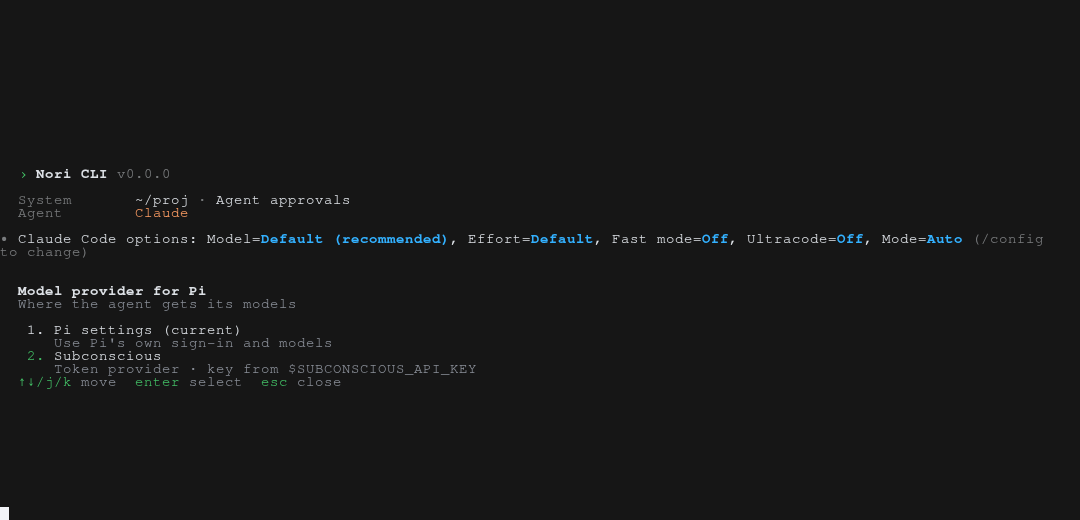 › Nori CLI v0.0.0
System ~/proj · Agent approvals
Agent Claude
• Claude Code options: Model=Default (recommended), Effort=Default, Fast mode=Off, Ultracode=Off, Mode=Auto (/config
to change)
Model provider for Pi
Where the agent gets its models
1. Pi settings (current)
Use Pi's own sign-in and models
2. Subconscious
Token provider · key from $SUBCONSCIOUS_API_KEY
↑↓/j/k move enter select esc close